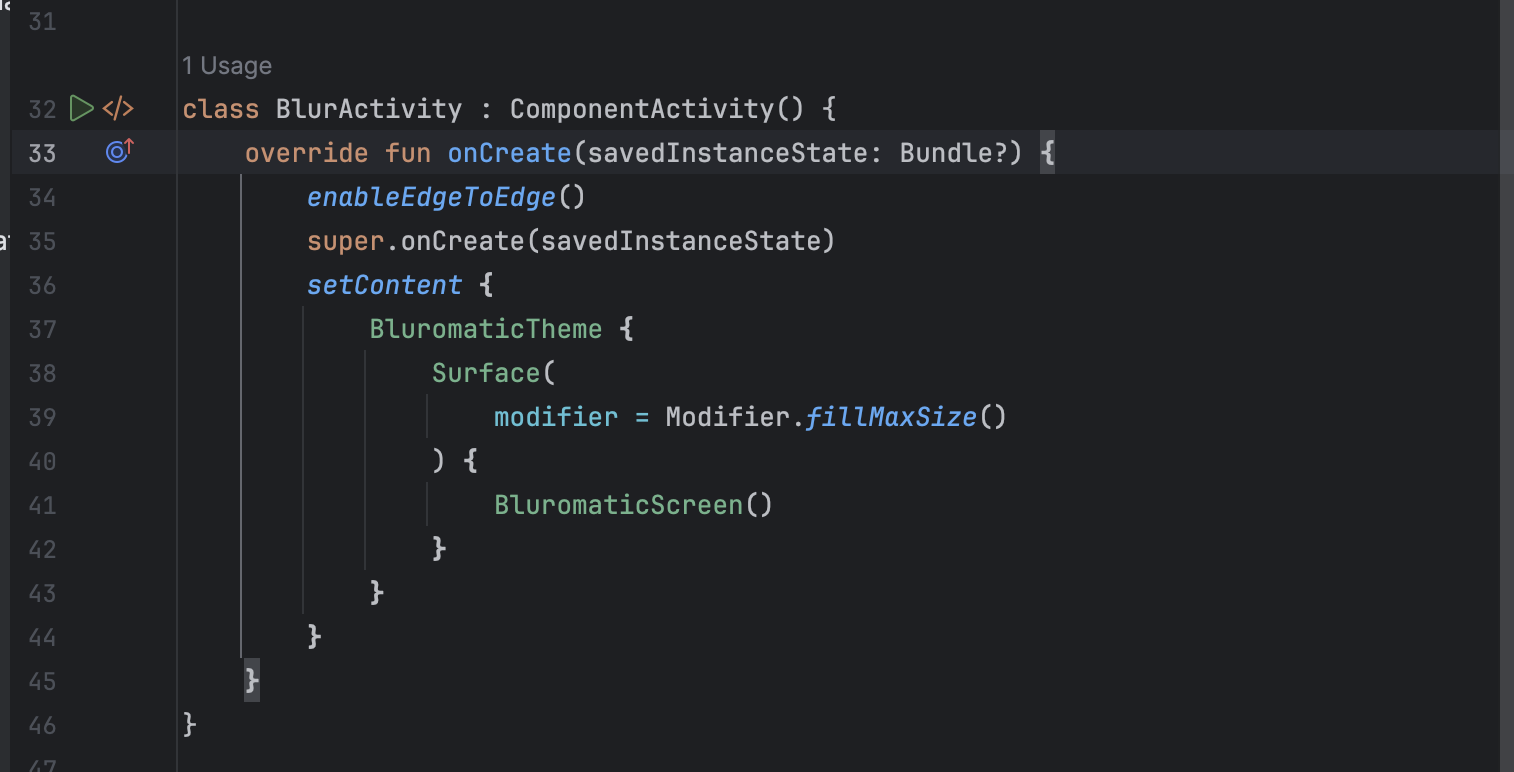 31
1 Usage
32 </> class BlurActivity : ComponentActivity() {
33 override fun onCreate(savedInstanceState: Bundle?) {
34 enableEdgeToEdge()
35 super.onCreate(savedInstanceState)
36 setContent {
37 BluromaticTheme {
38 Surface(
39 modifier = Modifier.fillMaxSize()
40 ) {
41 BluromaticScreen()
42 }
43 }
44 }
45 }
46 }
47